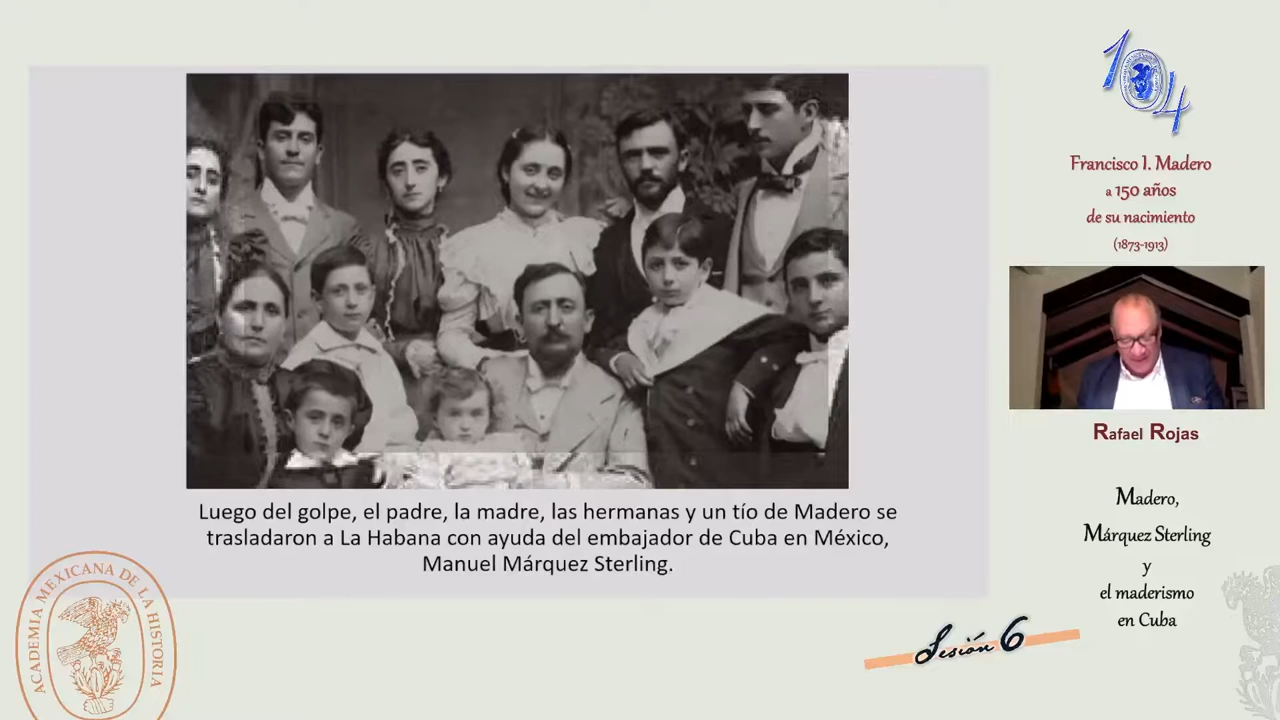 Luego del golpe, el padre, la madre, las hermanas y un tío de Madero se
trasladaron a La Habana con ayuda del embajador de Cuba en México,
Manuel Márquez Sterling.
104
Francisco I. Madero
a 150 años
de su nacimiento
(1873-1913)
Rafael Rojas
Madero,
Márquez Sterling
y
el maderismo
en Cuba
Sesión 6
ACADEMIA MEXICANA DE LA HISTORIA